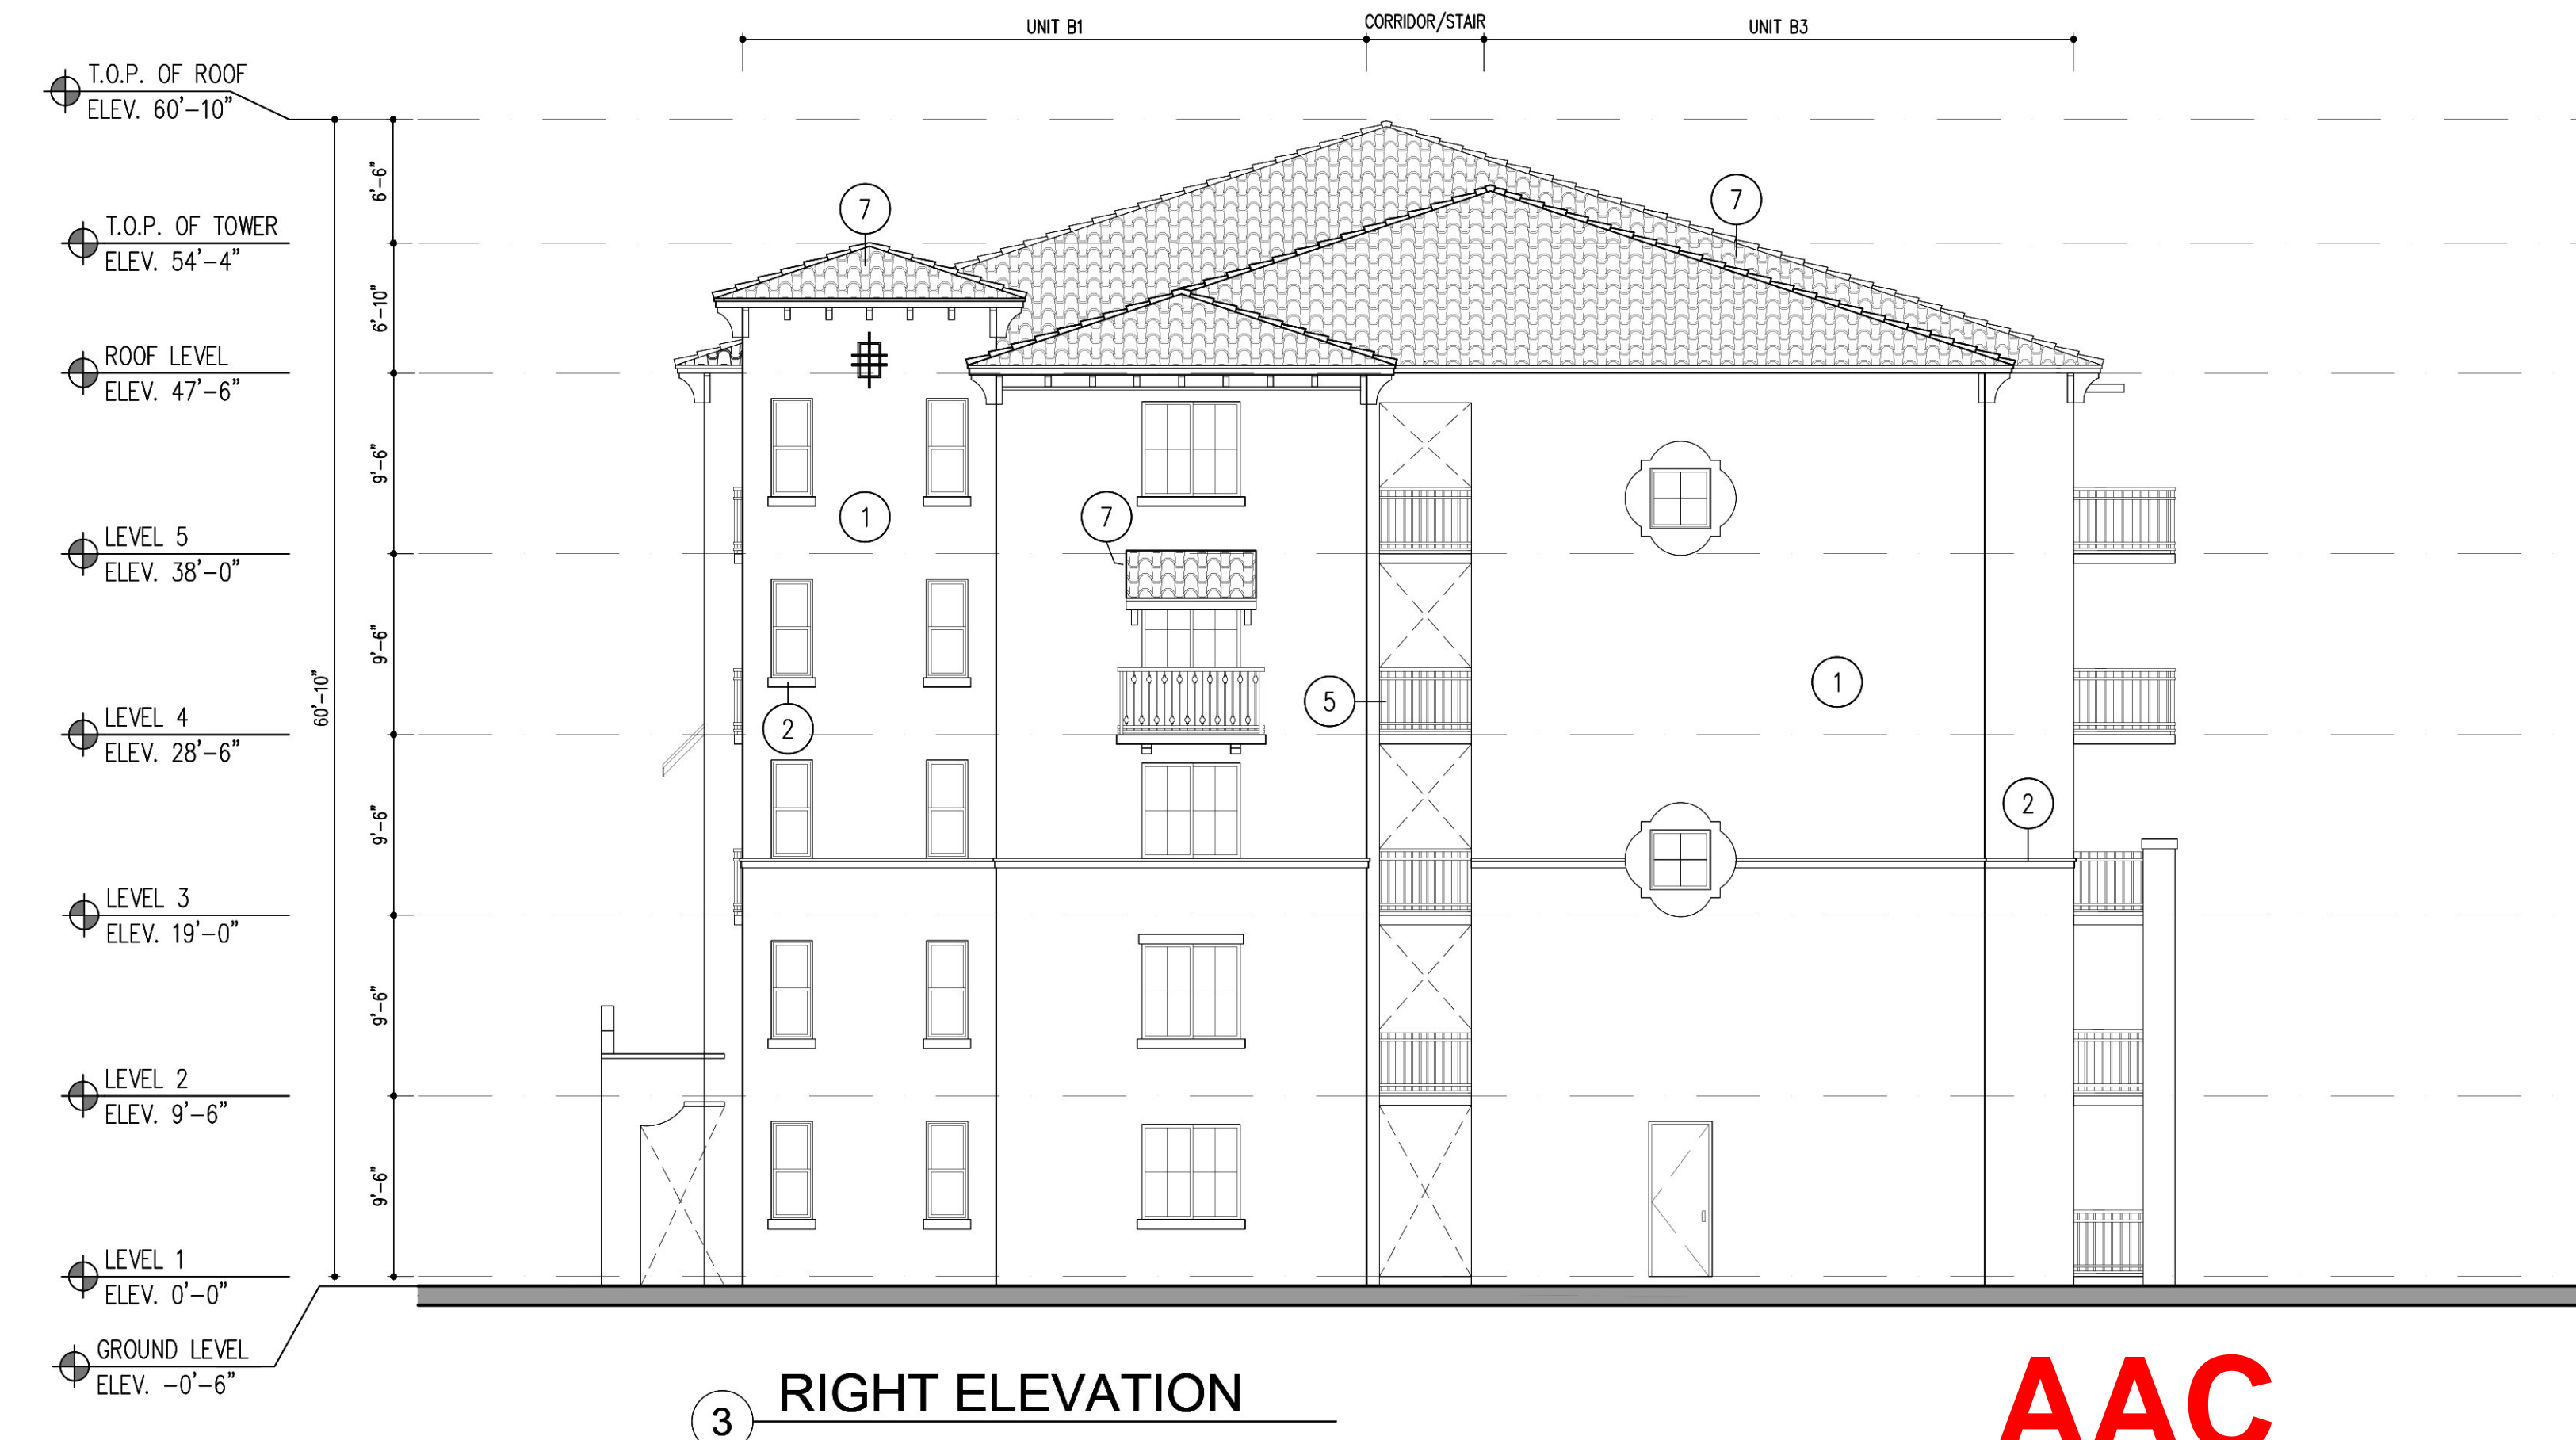 UNIT B1
CORRIDOR/STAIR
UNIT B3
T.O.P. OF ROOF
ELEV. 60'-10"
T.O.P. OF TOWER
ELEV. 54'-4"
ROOF LEVEL
ELEV. 47'-6"
LEVEL 5
ELEV. 38'-0"
LEVEL 4
ELEV. 28'-6"
LEVEL 3
ELEV. 19'-0"
LEVEL 2
ELEV. 9'-6"
LEVEL 1
ELEV. 0'-0"
GROUND LEVEL
ELEV. -0'-6"
60'-10"
6'-6"
6'-10"
9'-6"
9'-6"
9'-6"
9'-6"
9'-6"
7
7
1
7
5
1
2
2
3
RIGHT ELEVATION
AAC